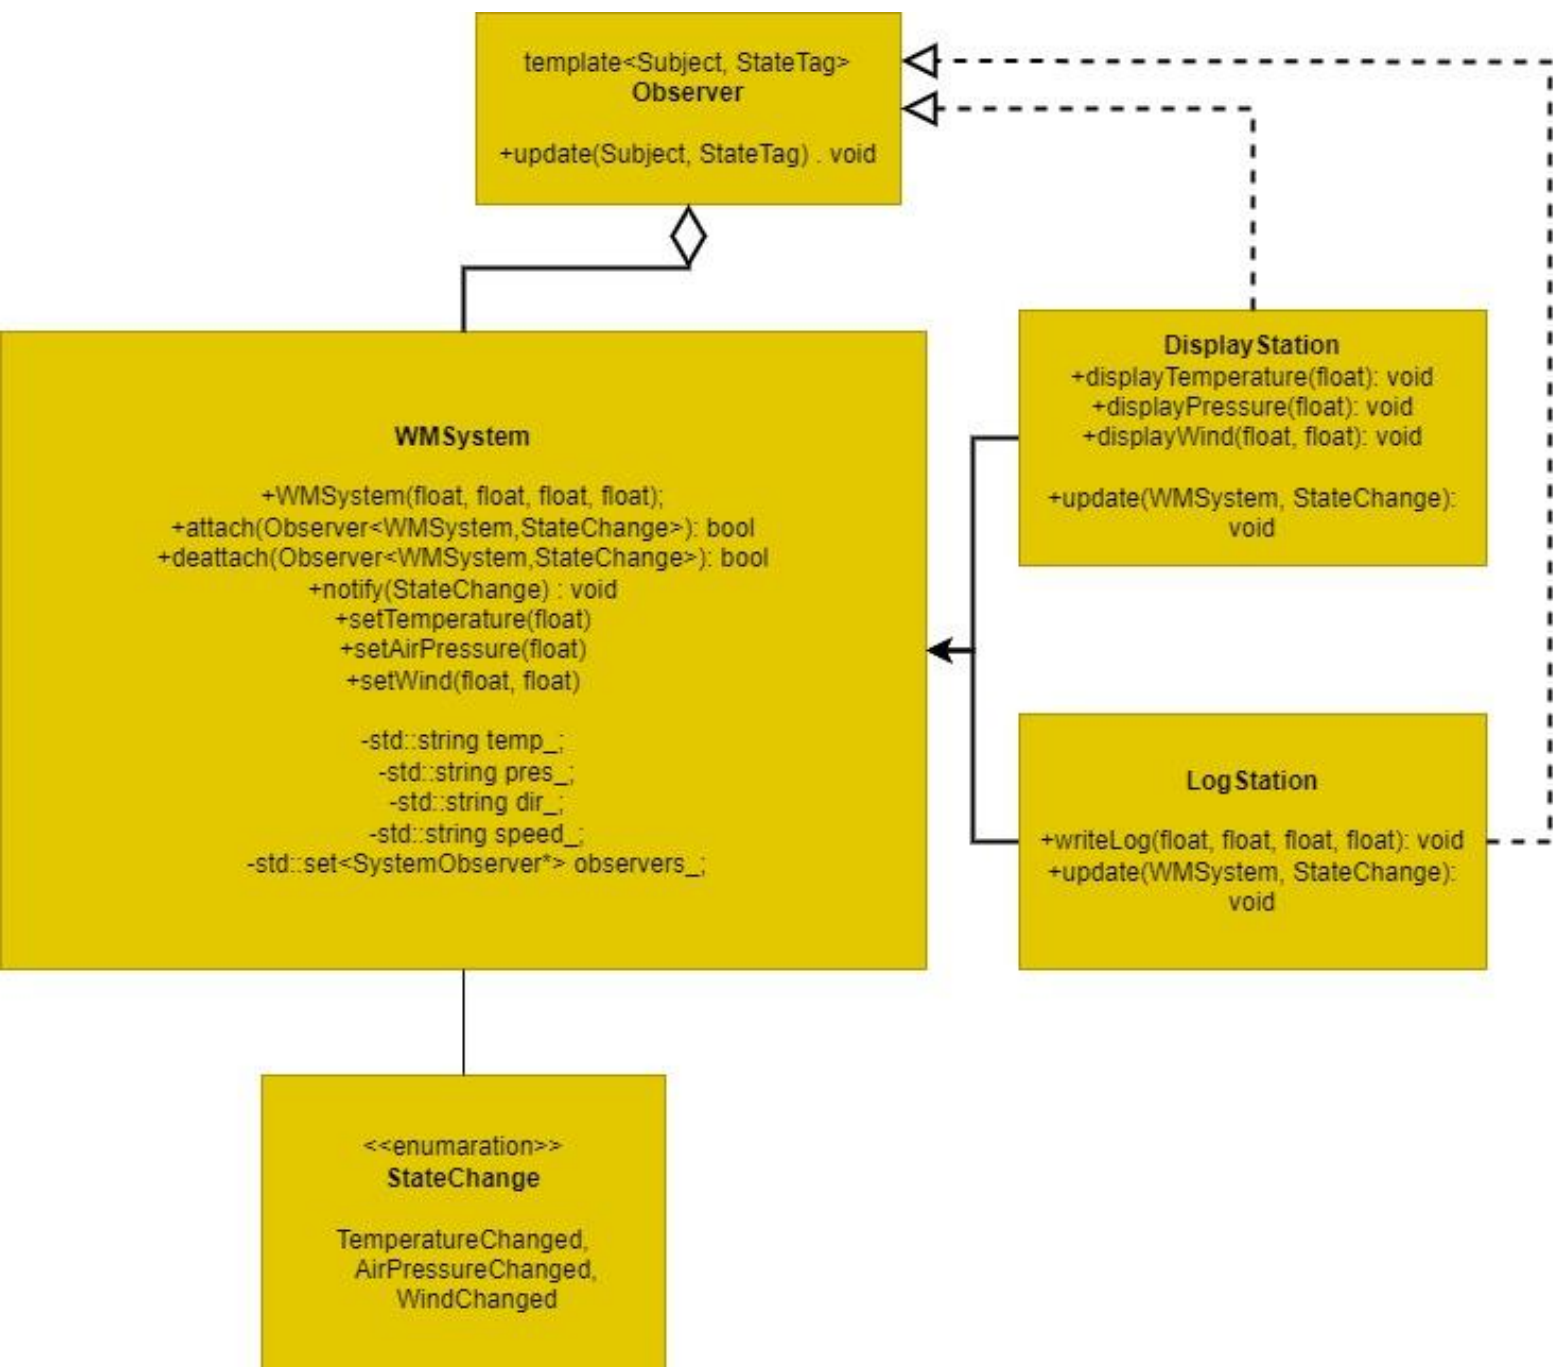 template<Subject, StateTag>
Observer
+update(Subject, StateTag) . void
WMSystem
+WMSystem(float, float, float, float);
+attach(Observer<WMSystem,StateChange>): bool
+deattach(Observer<WMSystem,StateChange>): bool
+notify(StateChange) : void
+setTemperature(float)
+setAirPressure(float)
+setWind(float, float)
-std::string temp_;
-std::string pres_;
-std::string dir_;
-std::string speed_;
-std::set<SystemObserver*> observers_;
DisplayStation
+displayTemperature(float): void
+displayPressure(float): void
+displayWind(float, float): void
+update(WMSystem, StateChange):
void
LogStation
+writeLog(float, float, float, float): void
+update(WMSystem, StateChange):
void
<<enumaration>>
StateChange
TemperatureChanged,
AirPressureChanged,
WindChanged